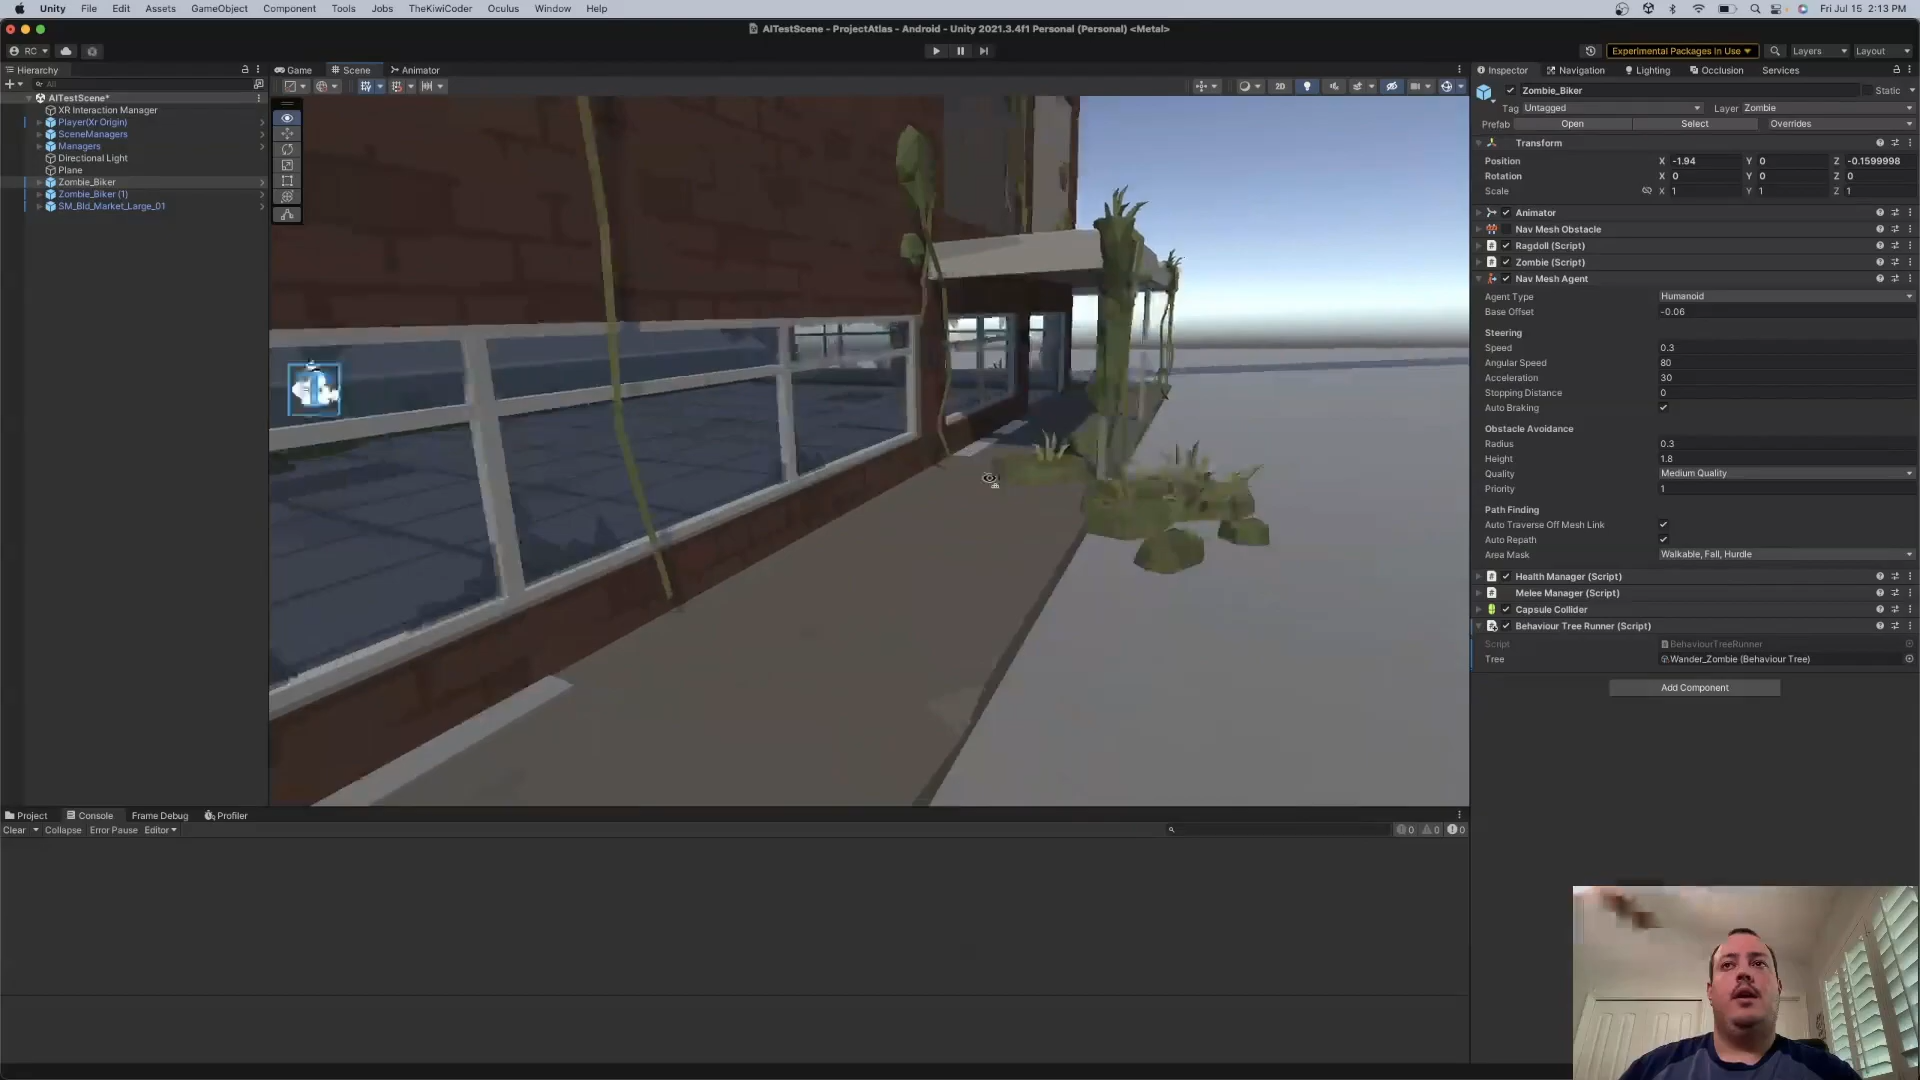 Unity File Edit Assets GameObject Component Tools Jobs TheKiwiCoder Oculus Window Help Fri Jul 15 2:13 PM
AITestScene - ProjectAtlas - Android - Unity 2021.3.4f1 Personal (Personal) <Metal>
RC Experimental Packages In Use Layers Layout
Hierarchy Game Scene Animator Inspector Navigation Lighting Occlusion Services
All 2D
AITestScene*
XR Interaction Manager
Player(Xr Origin)
SceneManagers
Managers
Directional Light
Plane
Zombie_Biker
Zombie_Biker (1)
SM_Bld_Market_Large_01
Zombie_Biker Static
Tag Untagged Layer Zombie
Prefab Open Select Overrides
Transform
Position X -1.94 Y 0 Z -0.1599998
Rotation X 0 Y 0 Z 0
Scale X 1 Y 1 Z 1
Animator
Nav Mesh Obstacle
Ragdoll (Script)
Zombie (Script)
Nav Mesh Agent
Agent Type Humanoid
Base Offset -0.06
Steering
Speed 0.3
Angular Speed 80
Acceleration 30
Stopping Distance 0
Auto Braking
Obstacle Avoidance
Radius 0.3
Height 1.8
Quality Medium Quality
Priority 1
Path Finding
Auto Traverse Off Mesh Link
Auto Repath
Area Mask Walkable, Fall, Hurdle
Health Manager (Script)
Melee Manager (Script)
Capsule Collider
Behaviour Tree Runner (Script)
Script BehaviourTreeRunner
Tree Wander_Zombie (Behaviour Tree)
Add Component
Project Console Frame Debug Profiler
Clear Collapse Error Pause Editor 0 0 0